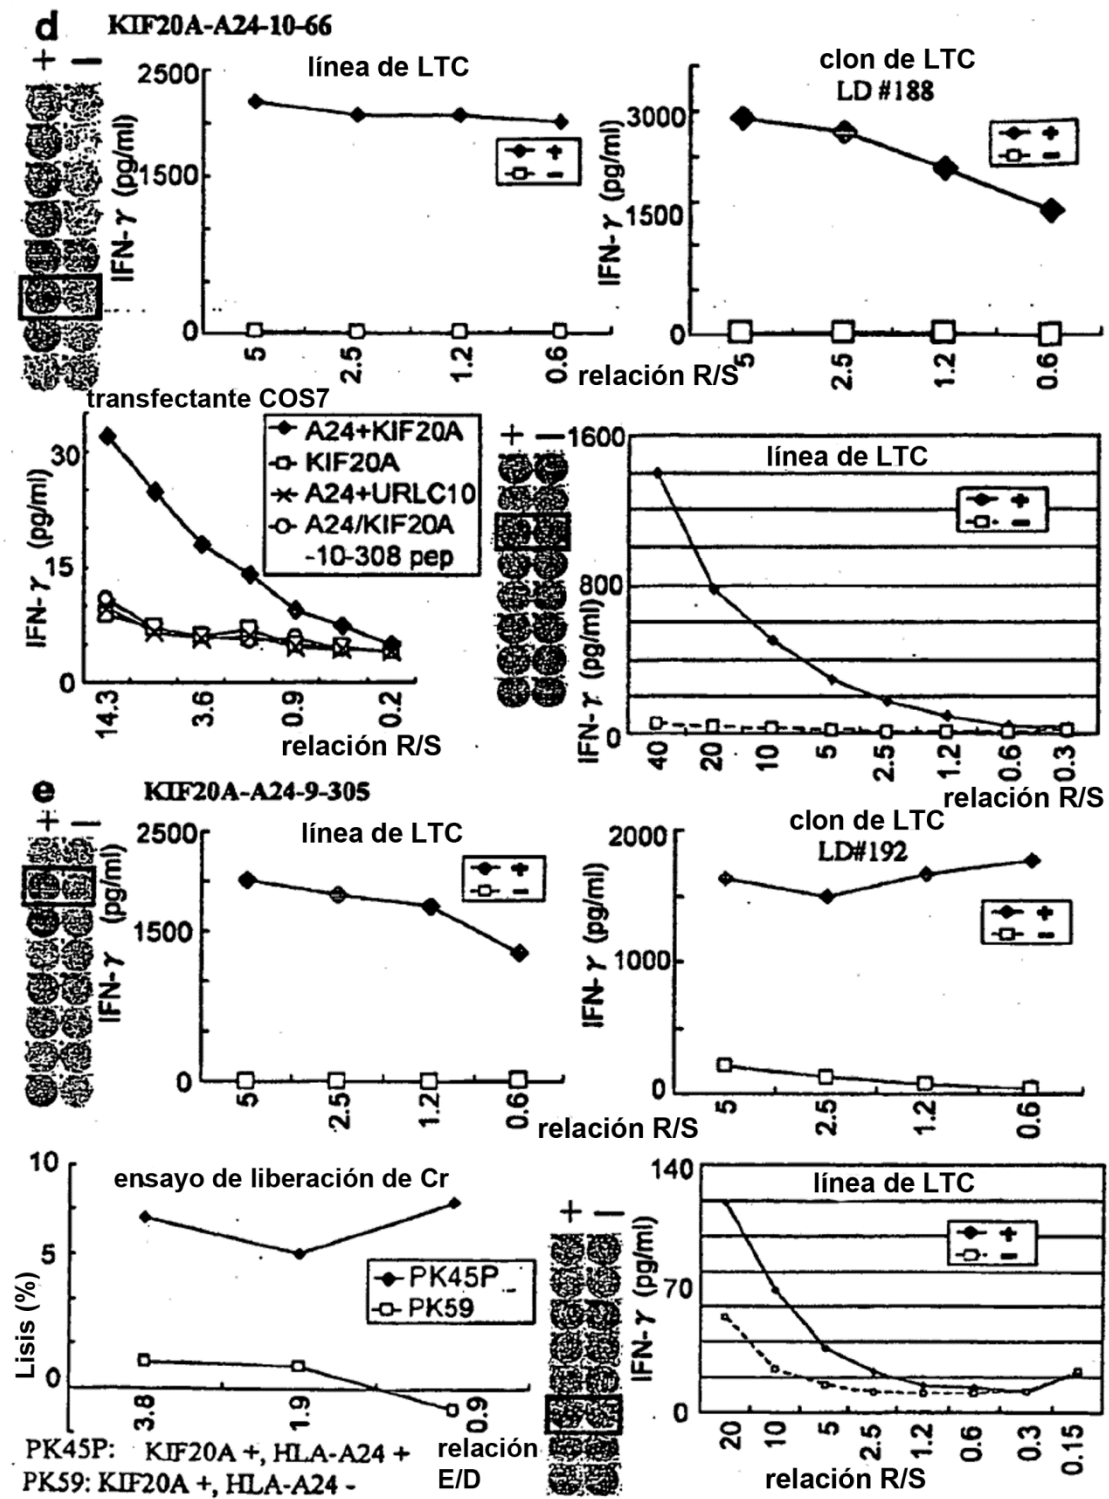 d KIF20A-A24-10-66
+ −
línea de LTC
2500
1500
0
IFN-γ (pg/ml)
+
−
5 2.5 1.2 0.6
clon de LTC
LD #188
3000
1500
0
IFN-γ (pg/ml)
+
−
5 2.5 1.2 0.6
relación R/S
transfectante COS7
30
15
0
IFN-γ (pg/ml)
A24+KIF20A
KIF20A
A24+URLC10
A24/KIF20A
-10-308 pep
14.3 3.6 0.9 0.2
relación R/S
+ −
línea de LTC
1600
800
0
IFN-γ (pg/ml)
+
−
40 20 10 5 2.5 1.2 0.6 0.3
relación R/S
e KIF20A-A24-9-305
+ −
línea de LTC
2500
1500
0
IFN-γ (pg/ml)
+
-
5 2.5 1.2 0.6
relación R/S
clon de LTC
LD#192
2000
1000
0
IFN-γ (pg/ml)
+
−
5 2.5 1.2 0.6
ensayo de liberación de Cr
10
5
0
Lisis (%)
PK45P
PK59
3.8 1.9 0.9
relación
E/D
PK45P: KIF20A +, HLA-A24 +
PK59: KIF20A +, HLA-A24 -
+ −
línea de LTC
140
70
0
IFN-γ (pg/ml)
+
−
20 10 5 2.5 1.2 0.6 0.3 0.15
relación R/S